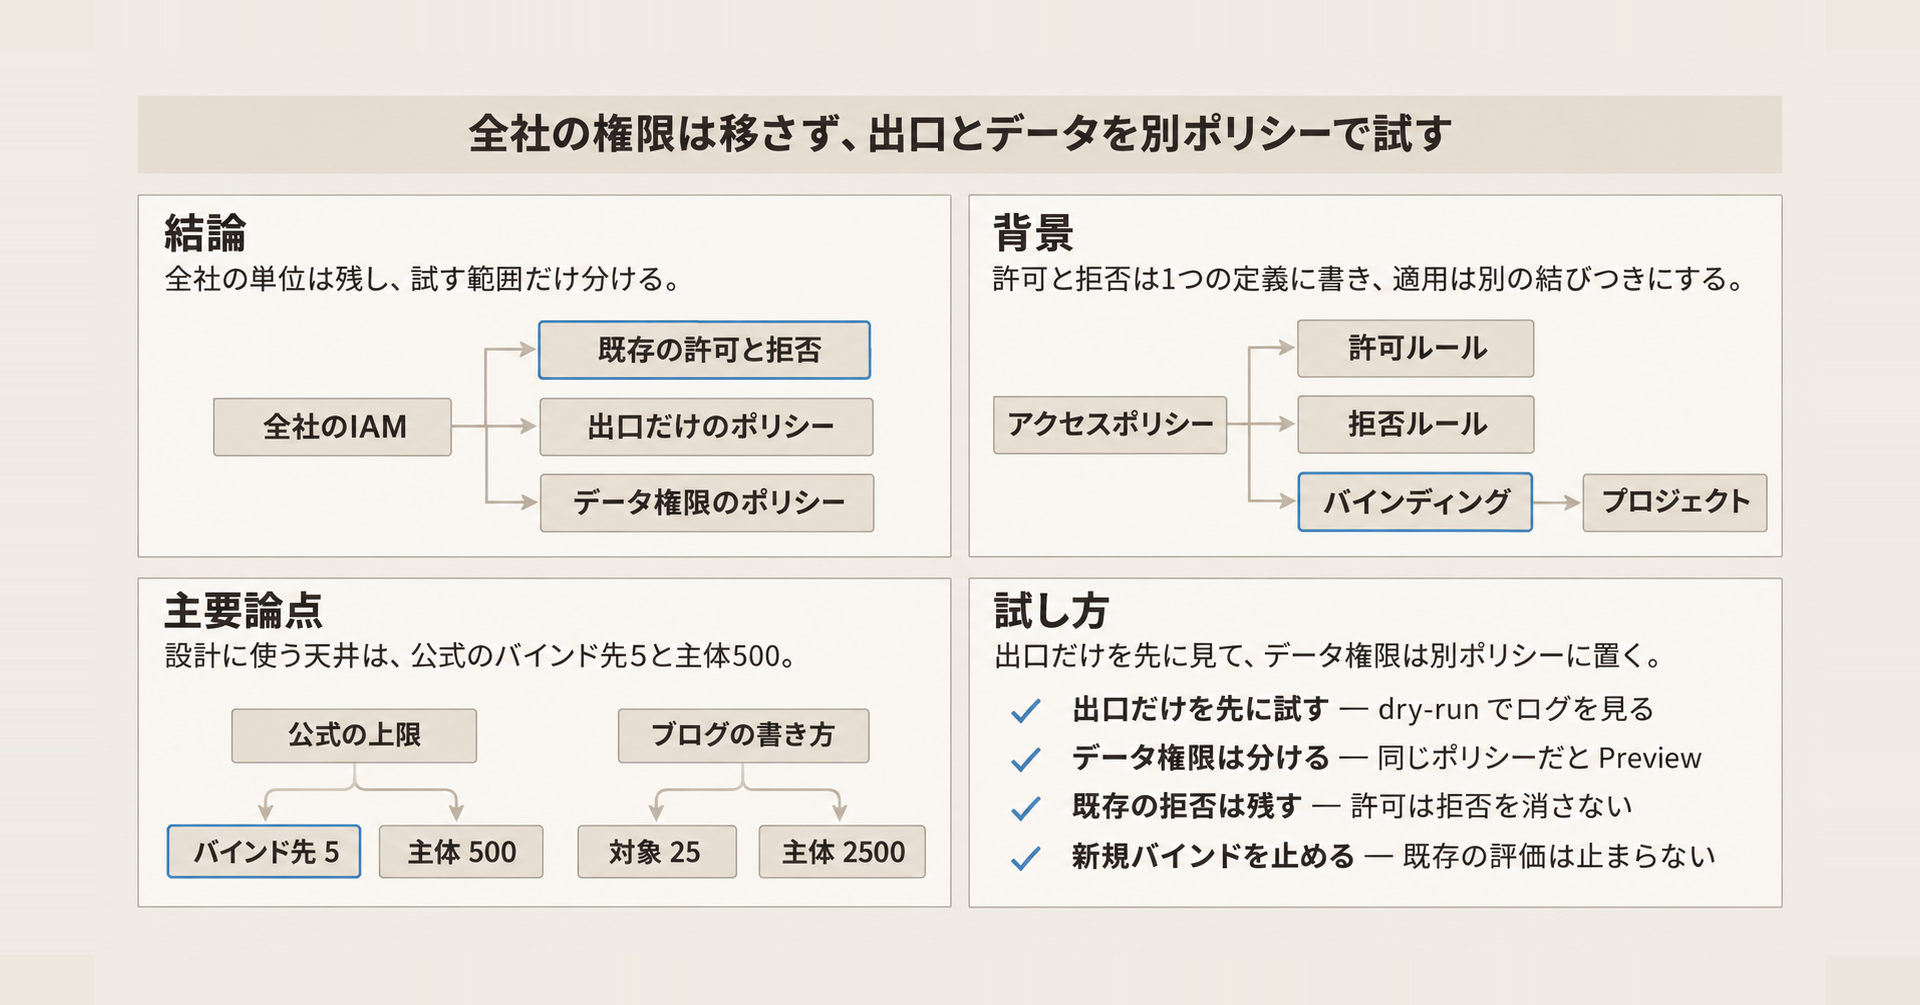 全社の権限は移さず、出口とデータを別ポリシーで試す
結論
全社の単位は残し、試す範囲だけ分ける。
既存の許可と拒否
全社のIAM
出口だけのポリシー
データ権限のポリシー
背景
許可と拒否は1つの定義に書き、適用は別の結びつきにする。
許可ルール
アクセスポリシー
拒否ルール
バインディング
プロジェクト
主要論点
設計に使う天井は、公式のバインド先5と主体500。
公式の上限
ブログの書き方
バインド先 5
主体 500
対象 25
主体 2500
試し方
出口だけを先に見て、データ権限は別ポリシーに置く。
出口だけを先に試す — dry-run でログを見る
データ権限は分ける — 同じポリシーだと Preview
既存の拒否は残す — 許可は拒否を消さない
新規バインドを止める — 既存の評価は止まらない